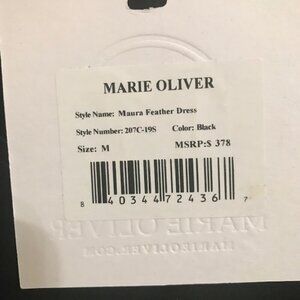 MARIE OLIVER
Style Name: Maura Feather Dress
Style Number: 207C-19S Color: Black
Size: M MSRP:$ 378
8 40344 72436 7
MARIE OLIVER
MARIEOLIVER.COM